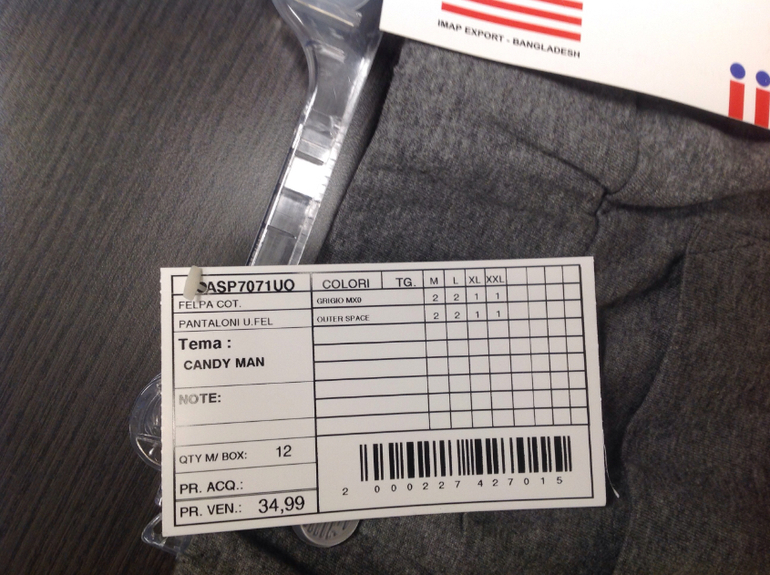 IMAP EXPORT - BANGLADESH
ASP7071UO
FELPA COT.
PANTALONI U.FEL
Tema :
CANDY MAN
NOTE:
QTY M/ BOX: 12
PR. ACQ.:
PR. VEN.: 34,99
COLORI TG. M L XL XXL
GRIGIO MX0 2 2 1 1
OUTER SPACE 2 2 1 1
2 000227 427015